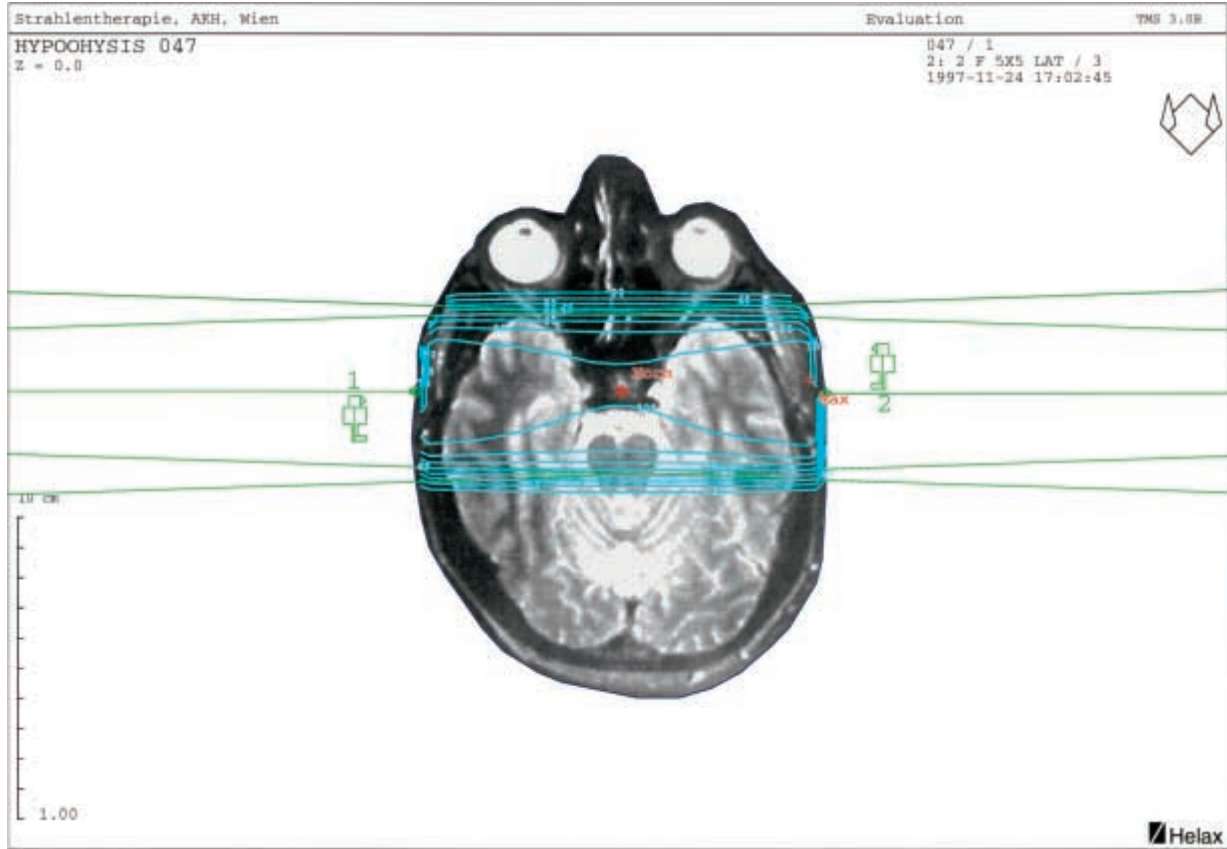 Strahlentherapie, AKH, Wien
Evaluation
TMS 3.0B
HYPOOHYSIS 047
Z = 0.0
047 / 1
2: 2 F 5X5 LAT / 3
1997-11-24 17:02:45
1
2
Norm
Max
10 cm
1.00
Helax